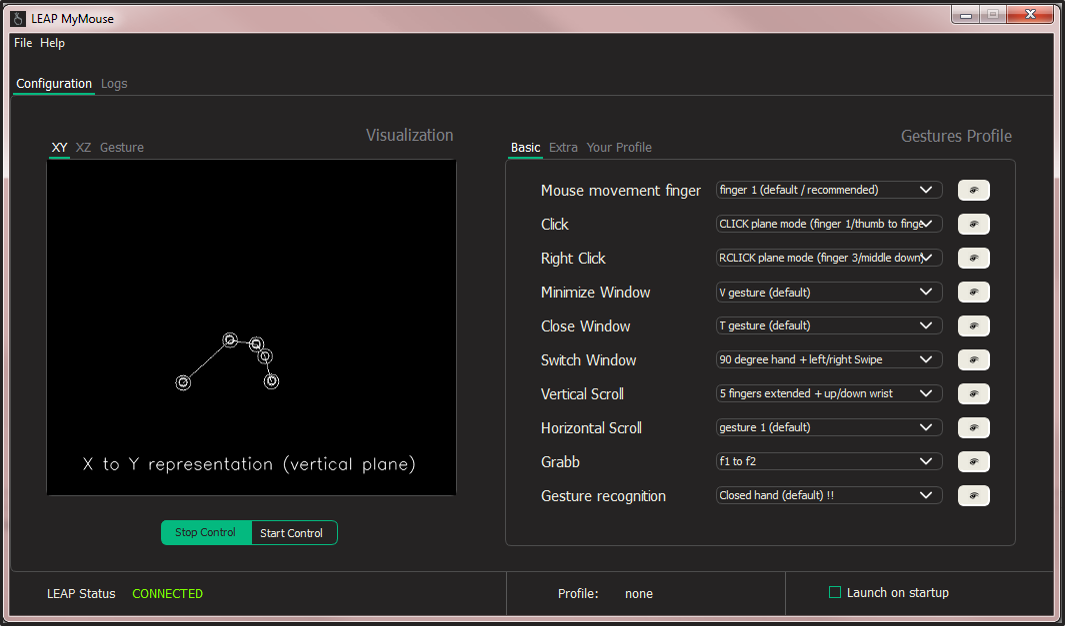 LEAP MyMouse
File Help
Configuration Logs
Visualization
XY XZ Gesture
X to Y representation (vertical plane)
Stop Control Start Control
Gestures Profile
Basic Extra Your Profile
Mouse movement finger finger 1 (default / recommended)
Click CLICK plane mode (finger 1/thumb to finge
Right Click RCLICK plane mode (finger 3/middle down)
Minimize Window V gesture (default)
Close Window T gesture (default)
Switch Window 90 degree hand + left/right Swipe
Vertical Scroll 5 fingers extended + up/down wrist
Horizontal Scroll gesture 1 (default)
Grabb f1 to f2
Gesture recognition Closed hand (default) !!
LEAP Status CONNECTED Profile: none Launch on startup